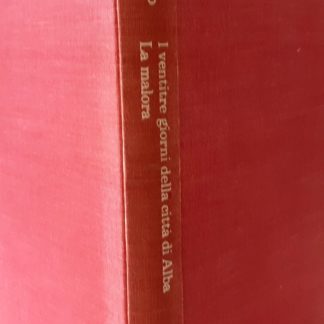 I ventitre giorni della città di Alba
La malora